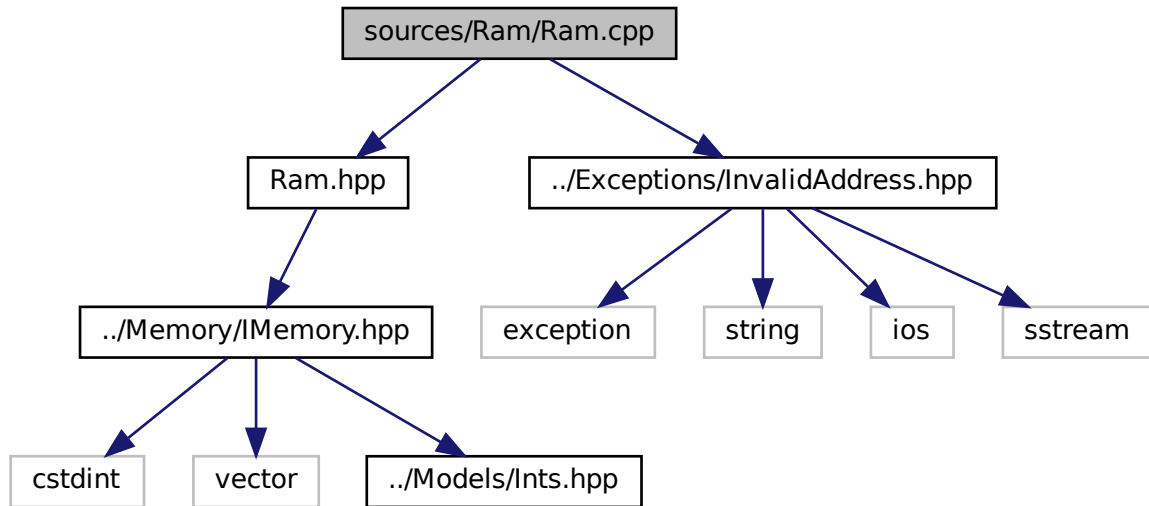 sources/Ram/Ram.cpp
Ram.hpp
../Exceptions/InvalidAddress.hpp
../Memory/IMemory.hpp
exception
string
ios
sstream
cstdint
vector
../Models/Ints.hpp